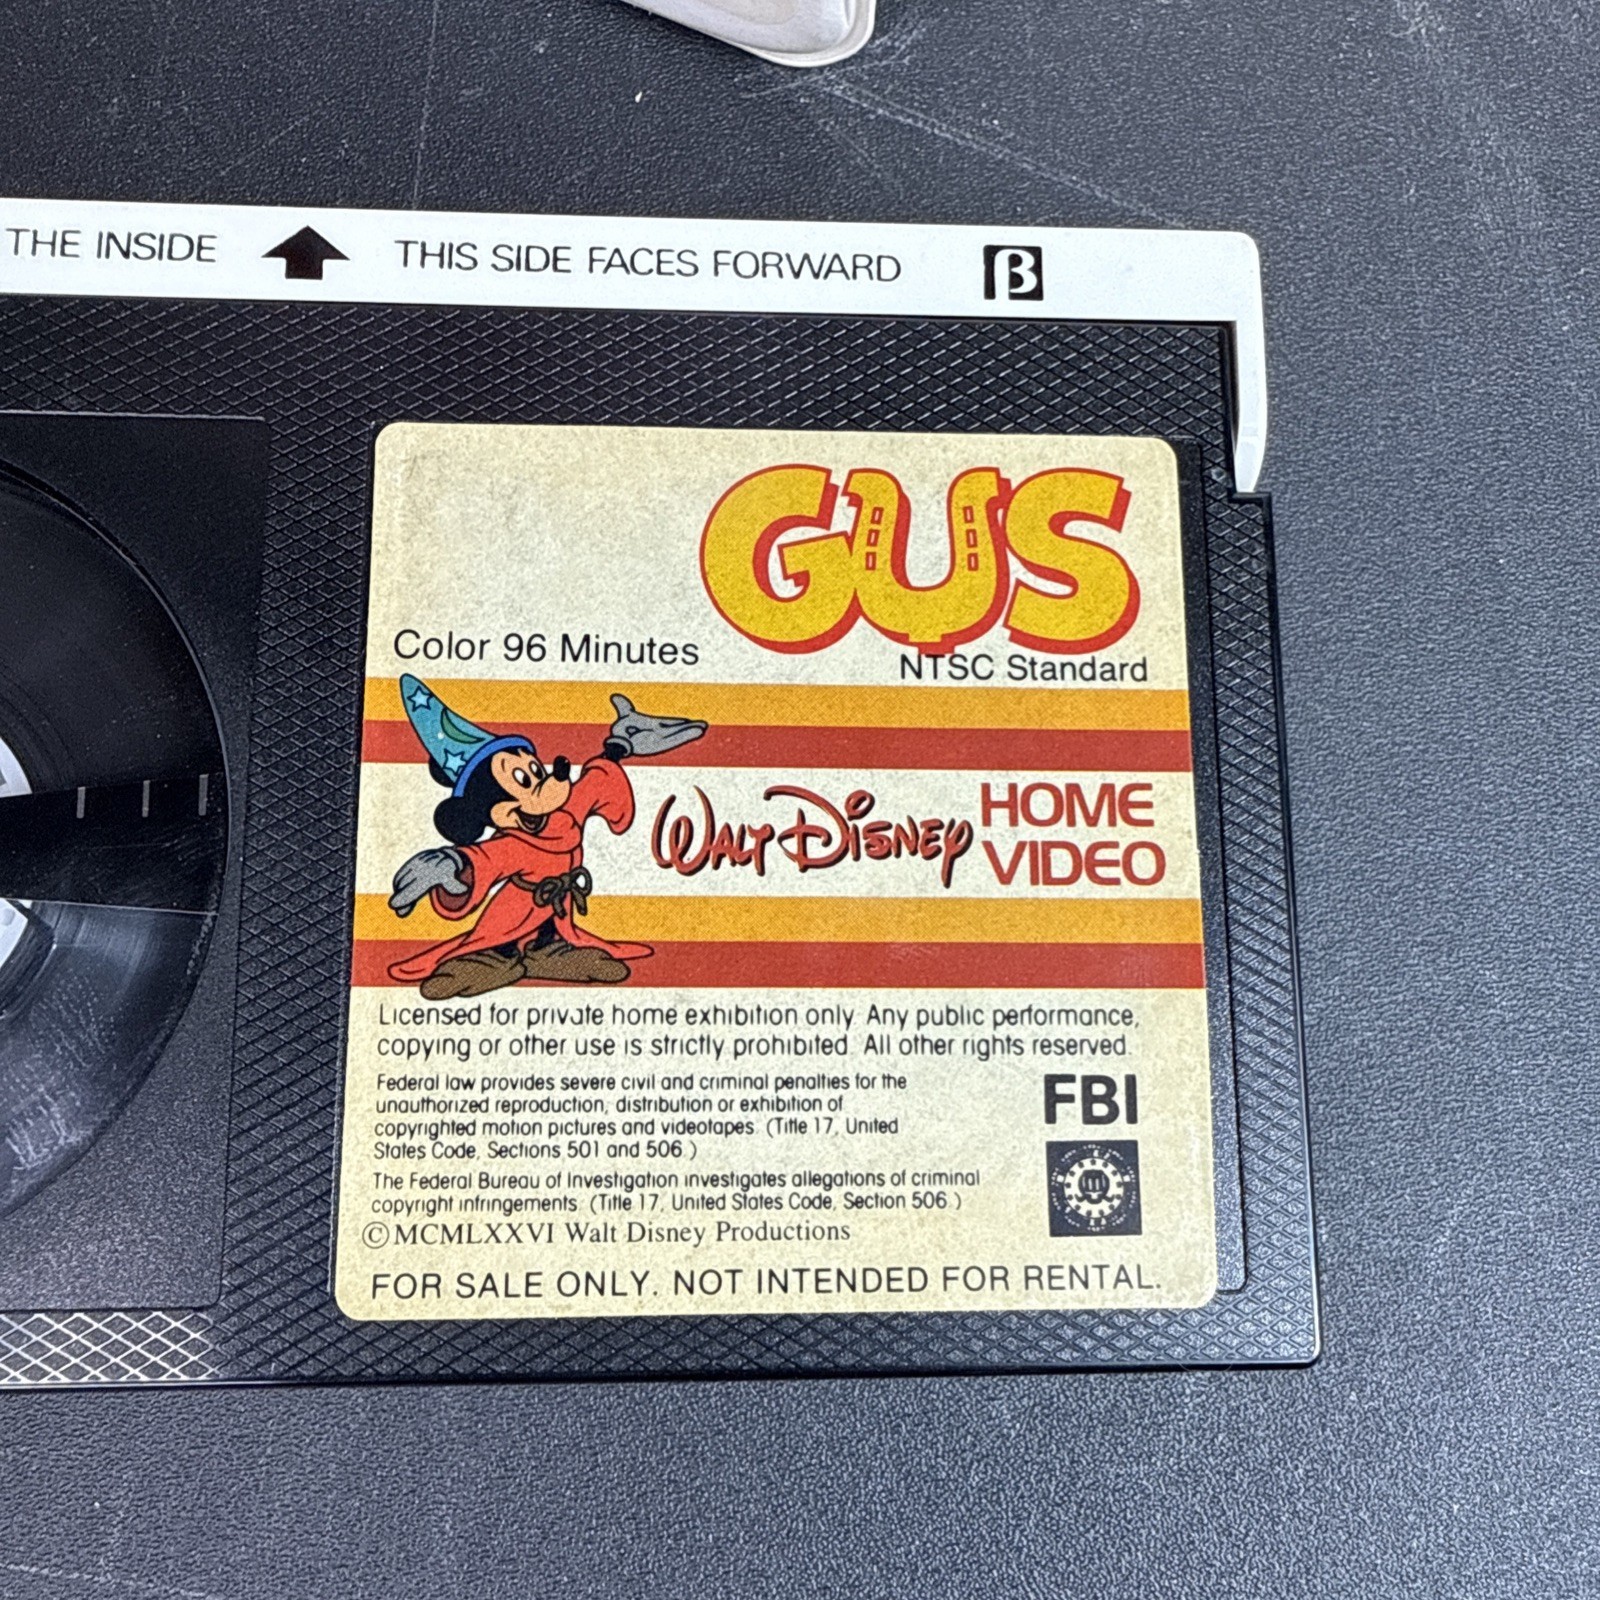 THE INSIDE THIS SIDE FACES FORWARD β
GUS
Color 96 Minutes
NTSC Standard
WALT DISNEY HOME VIDEO
Licensed for private home exhibition only. Any public performance,
copying or other use is strictly prohibited. All other rights reserved.
Federal law provides severe civil and criminal penalties for the
unauthorized reproduction, distribution or exhibition of
copyrighted motion pictures and videotapes. (Title 17, United
States Code, Sections 501 and 506.)
FBI
The Federal Bureau of Investigation investigates allegations of criminal
copyright infringements. (Title 17, United States Code, Section 506.)
©MCMLXXVI Walt Disney Productions
FOR SALE ONLY. NOT INTENDED FOR RENTAL.